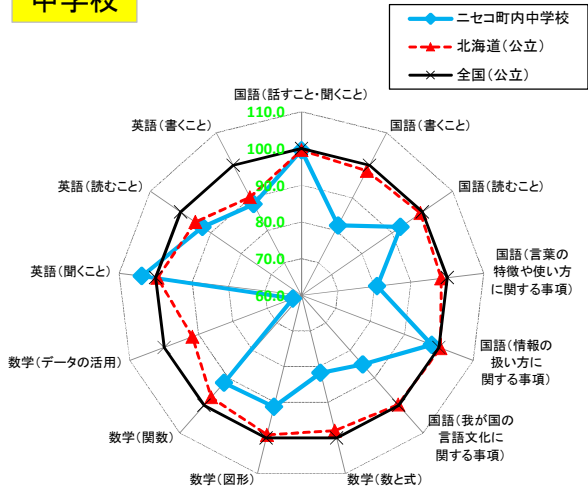 中学校
ニセコ町内中学校
北海道(公立)
全国(公立)
国語(話すこと・聞くこと)
国語(書くこと)
国語(読むこと)
国語(言葉の
特徴や使い方
に関する事項)
国語(情報の
扱い方に
関する事項)
国語(我が国の
言語文化に
関する事項)
数学(数と式)
数学(図形)
数学(関数)
数学(データの活用)
英語(聞くこと)
英語(読むこと)
英語(書くこと)
110.0
100.0
90.0
80.0
70.0
60.0